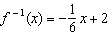 f⁻¹(x) = −1/6 x + 2